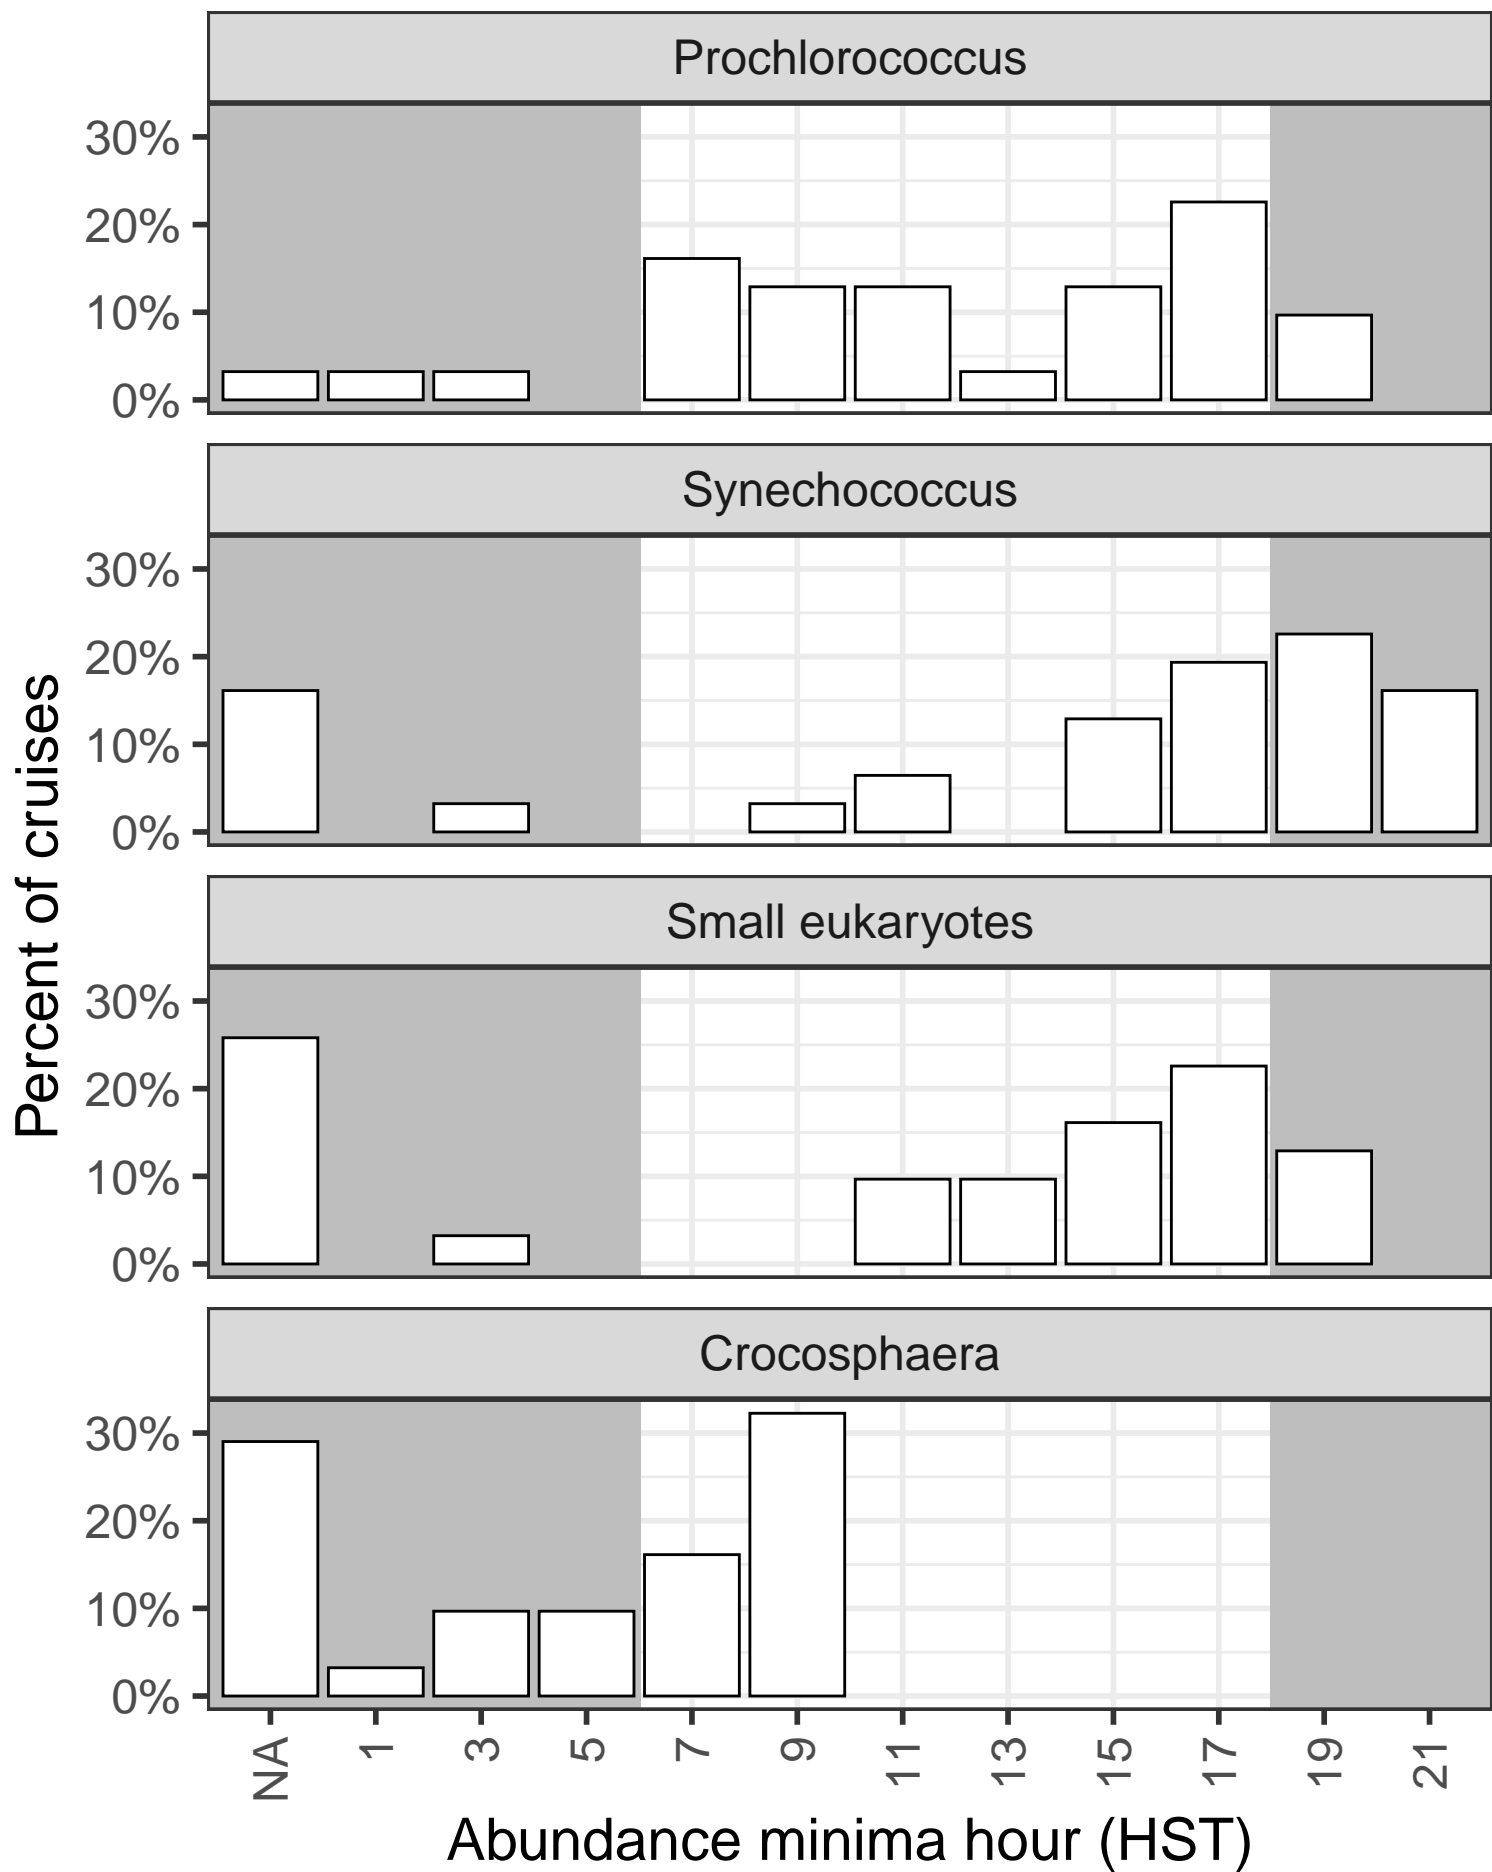 Prochlorococcus
30%
20%
10%
0%
Synechococcus
30%
20%
10%
0%
Small eukaryotes
30%
20%
10%
0%
Crocosphaera
30%
20%
10%
0%
Percent of cruises
NA 1 3 5 7 9 11 13 15 17 19 21
Abundance minima hour (HST)